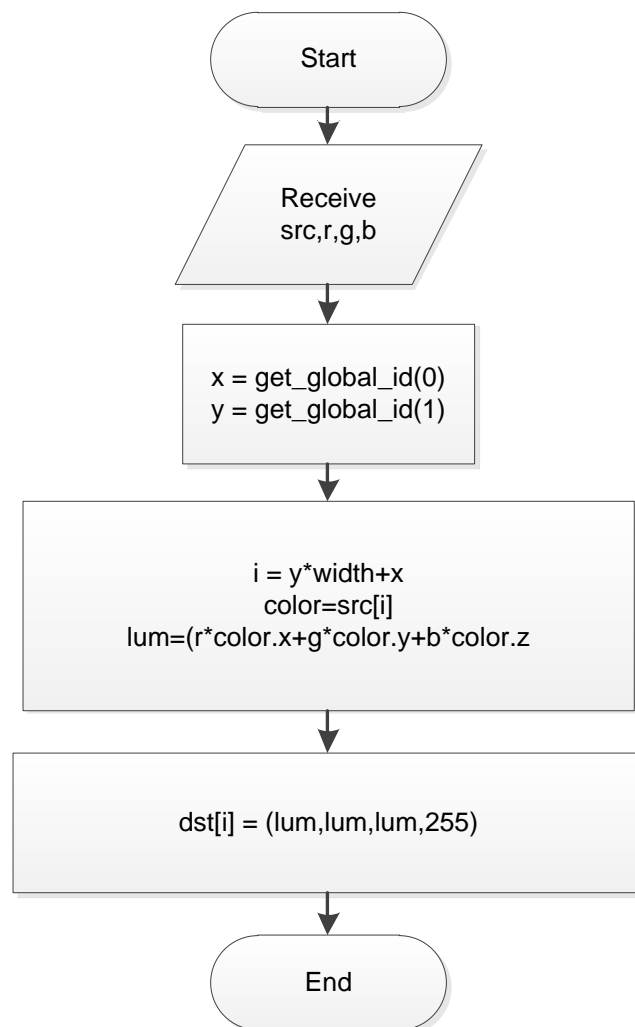 Start
Receive
src,r,g,b
x = get_global_id(0)
y = get_global_id(1)
i = y*width+x
color=src[i]
lum=(r*color.x+g*color.y+b*color.z
dst[i] = (lum,lum,lum,255)
End